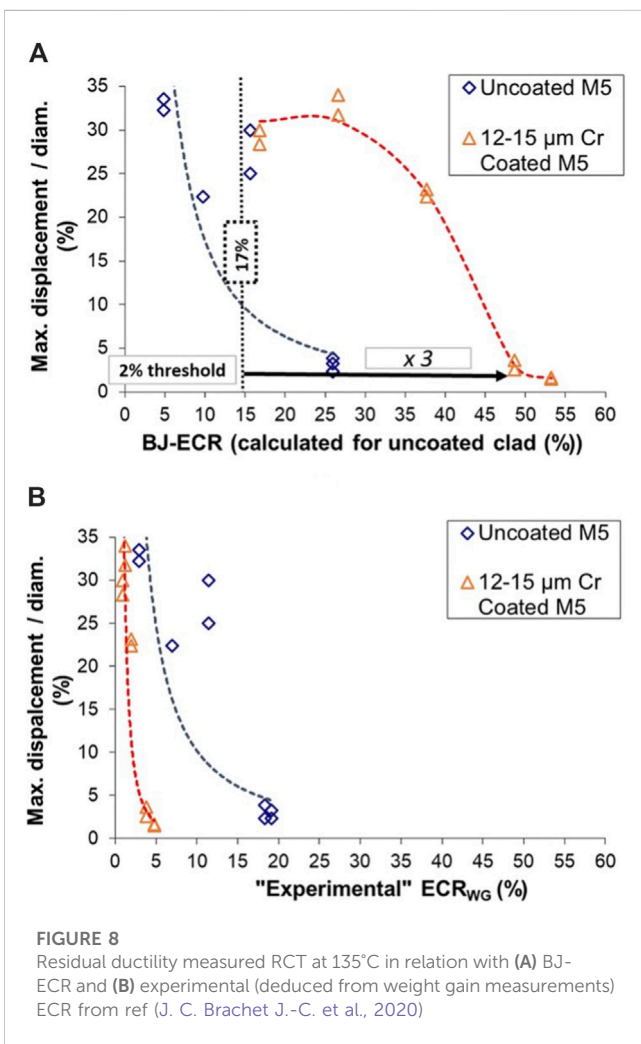 A
Max. displacement / diam.
(%)
35
30
25
20
15
10
5
0
Uncoated M5
12-15 µm Cr
Coated M5
17%
2% threshold
x 3
0 5 10 15 20 25 30 35 40 45 50 55 60
BJ-ECR (calculated for uncoated clad (%))
B
Max. dispalcement / diam.
(%)
35
30
25
20
15
10
5
0
Uncoated M5
12-15 µm Cr
Coated M5
0 5 10 15 20 25 30 35 40 45 50 55 60
"Experimental" ECRWG (%)
FIGURE 8
Residual ductility measured RCT at 135°C in relation with (A) BJ-
ECR and (B) experimental (deduced from weight gain measurements)
ECR from ref (J. C. Brachet J.-C. et al., 2020)